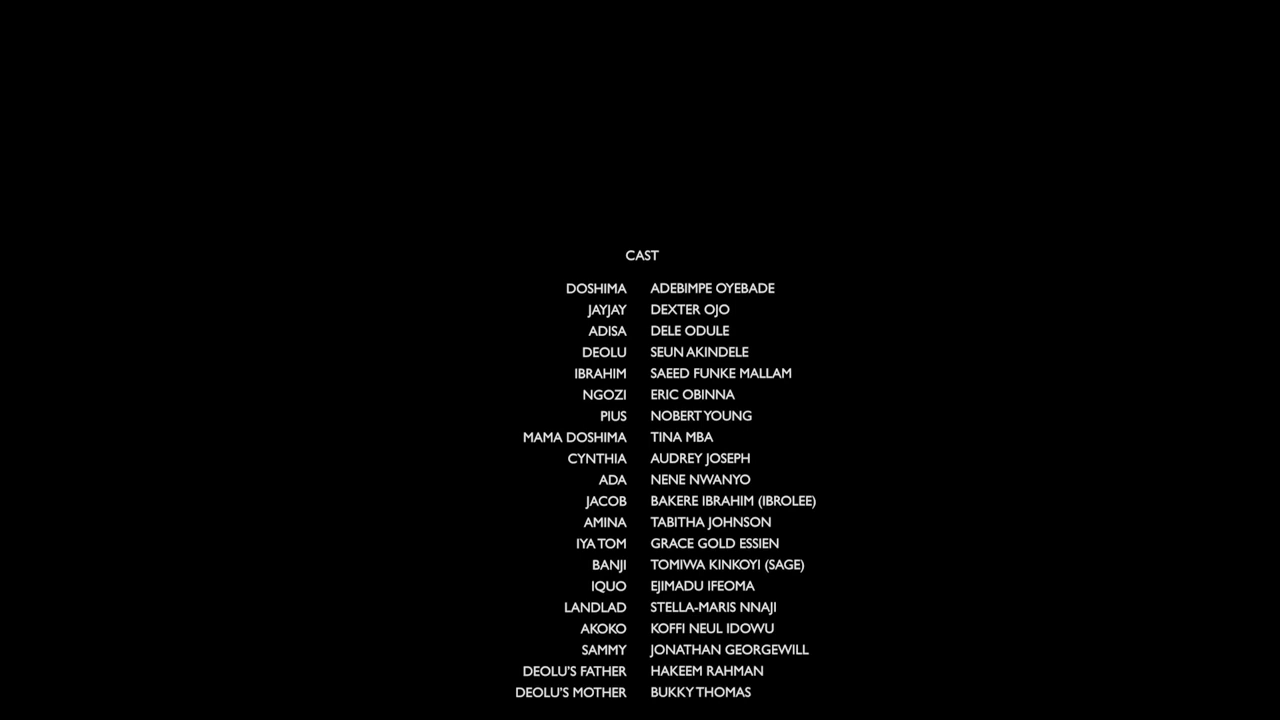 CAST
DOSHIMA ADEBIMPE OYEBADE
JAYJAY DEXTER OJO
ADISA DELE ODULE
DEOLU SEUN AKINDELE
IBRAHIM SAEED FUNKE MALLAM
NGOZI ERIC OBINNA
PIUS NOBERT YOUNG
MAMA DOSHIMA TINA MBA
CYNTHIA AUDREY JOSEPH
ADA NENE NWANYO
JACOB BAKERE IBRAHIM (IBROLEE)
AMINA TABITHA JOHNSON
IYA TOM GRACE GOLD ESSIEN
BANJI TOMIWA KINKOYI (SAGE)
IQUO EJIMADU IFEOMA
LANDLAD STELLA-MARIS NNAJI
AKOKO KOFFI NEUL IDOWU
SAMMY JONATHAN GEORGEWILL
DEOLU'S FATHER HAKEEM RAHMAN
DEOLU'S MOTHER BUKKY THOMAS